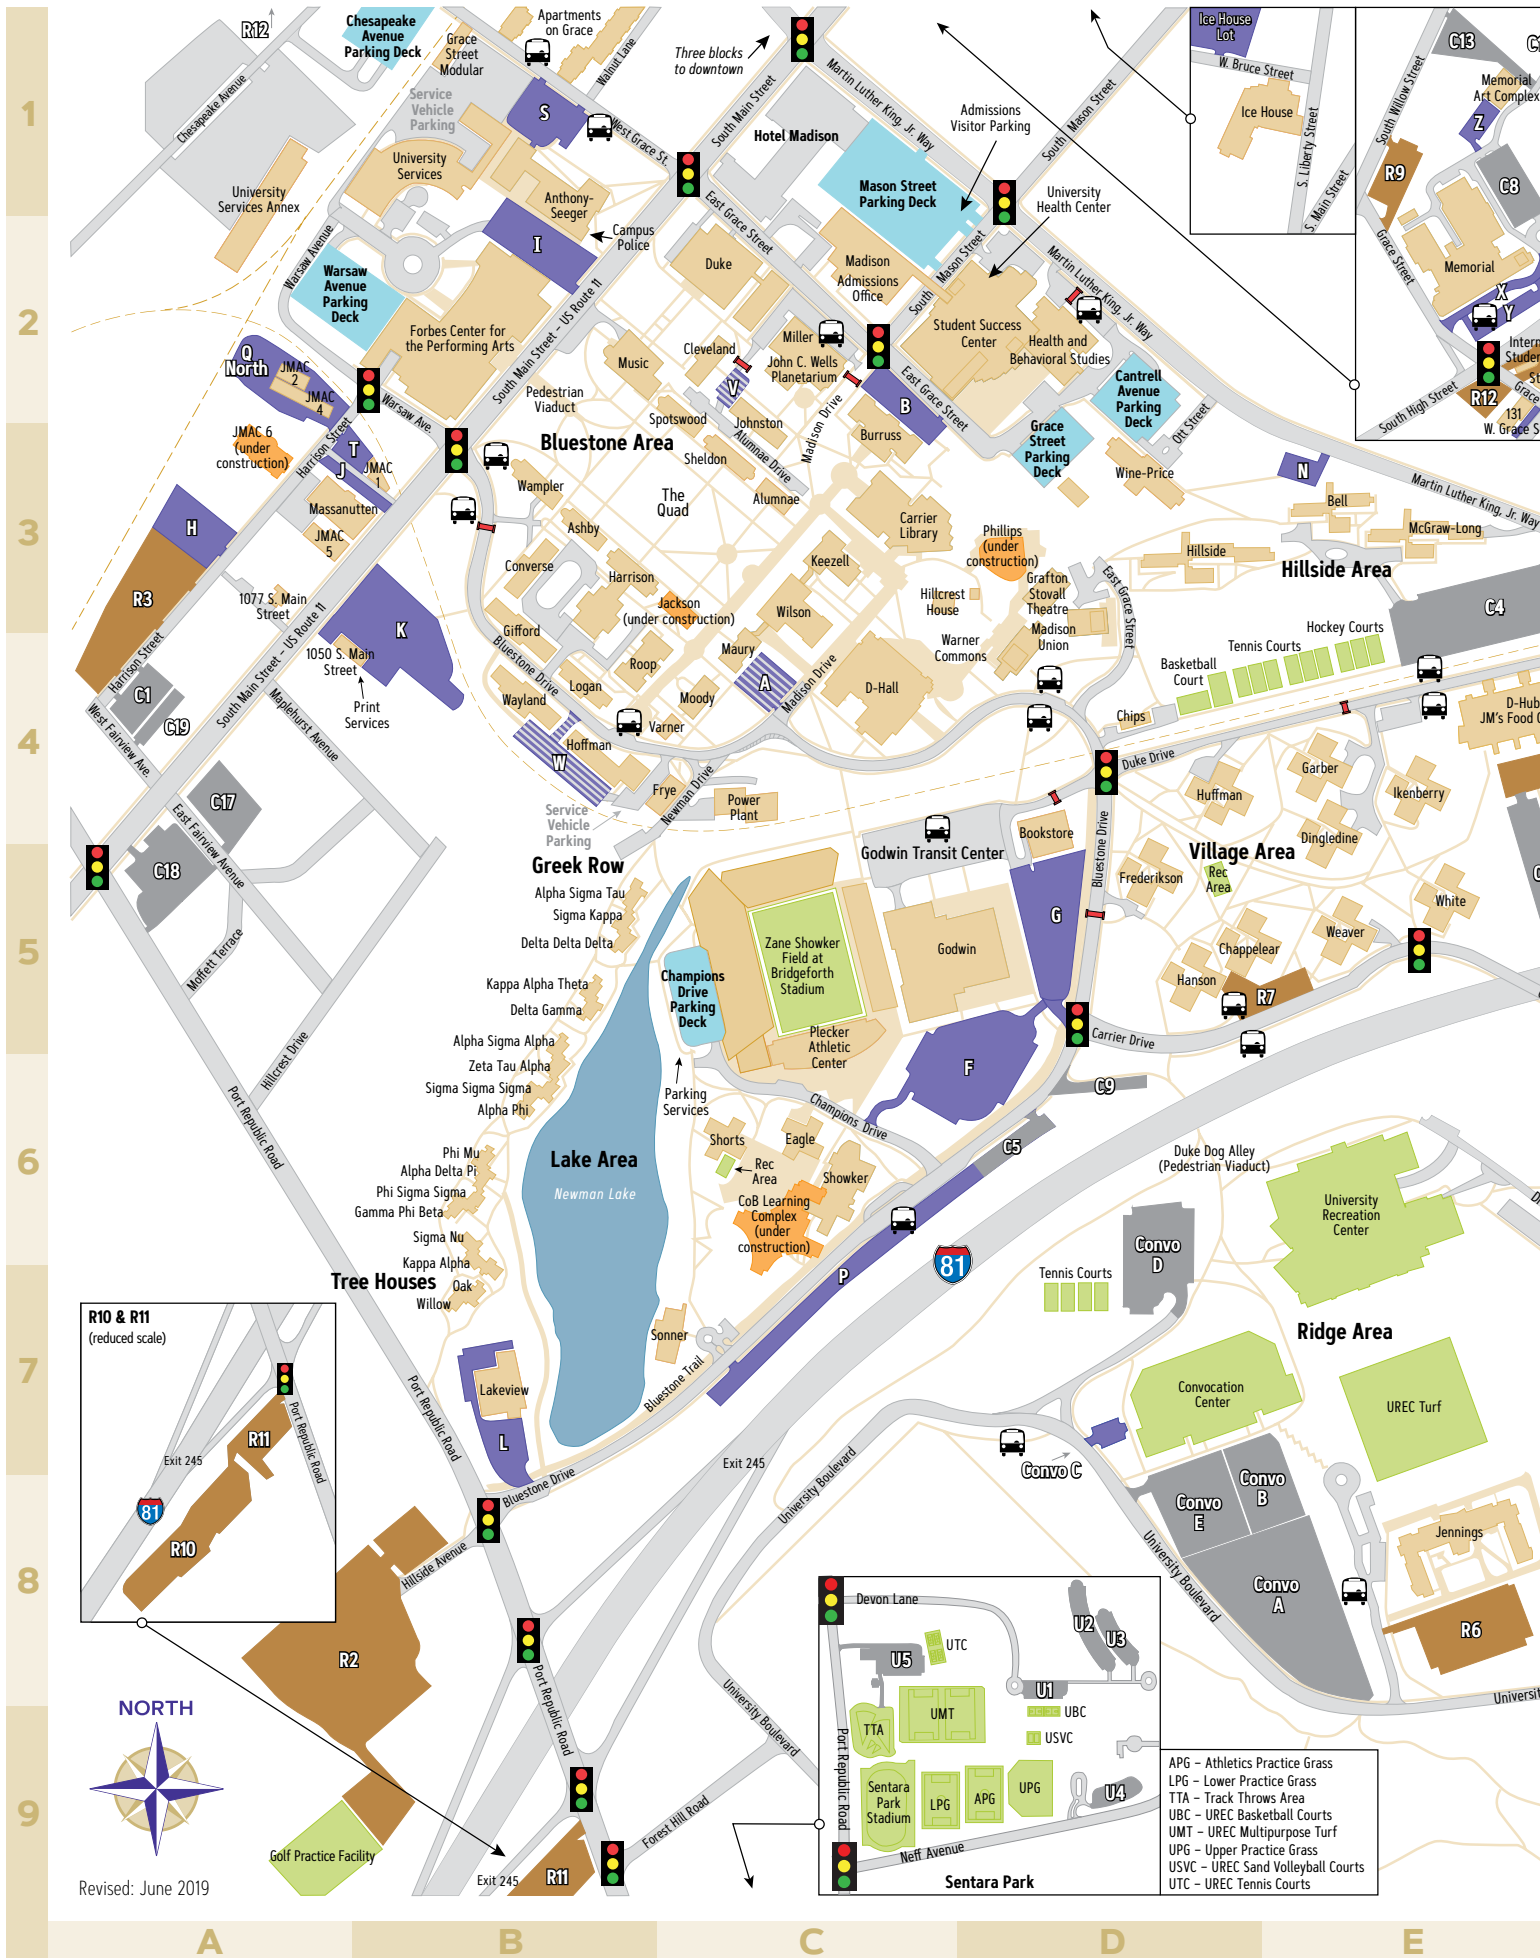 R12
Chesapeake
Avenue
Parking Deck
Grace
Street
Modular
Apartments
on Grace
Walnut Lane
Three blocks
to downtown
Chesapeake Avenue
Service
Vehicle
Parking
S
West Grace St.
South Main Street
Martin Luther King, Jr. Way
Hotel Madison
Admissions
Visitor Parking
South Mason Street
Ice House
Lot
W. Bruce Street
Ice House
S. Liberty Street
S. Main Street
C13
South Willow Street
Memorial
Art Complex
Z
R9
C8
Grace Street
Memorial
X
Y
South High Street
R12
131
1
University
Services
University
Services Annex
Anthony-
Seeger
Campus
Police
I
Mason Street
Parking Deck
University
Health Center
East Grace Street
Duke
Madison
Admissions
Office
South Mason Street
Martin Luther King, Jr. Way
2
Warsaw Avenue
Warsaw
Avenue
Parking
Deck
Forbes Center for
the Performing Arts
South Main Street – US Route 11
Student Success
Center
Health and
Behavioral Studies
Miller
Cleveland
John C. Wells
Planetarium
Music
V
Q
North
JMAC
2
JMAC
4
Warsaw Ave.
Pedestrian
Viaduct
Spotswood
Johnston
Alumnae Drive
Madison Drive
B
East Grace Street
Cantrell
Avenue
Parking
Deck
Ott Street
Grace
Street
Parking
Deck
Burruss
JMAC 6
(under
construction)
Harrison Street
T
J
JMAC
1
Bluestone Area
Sheldon
Wine-Price
N
Martin Luther King, Jr. Way
Bell
McGraw-Long
3
H
Massanutten
JMAC
5
Wampler
The
Quad
Alumnae
Ashby
Carrier
Library
Phillips
(under
construction)
Hillside
Hillside Area
R3
Converse
Harrison
Keezell
Grafton
Stovall
Theatre
East Grace Street
1077 S. Main
Street
Jackson
(under construction)
Wilson
Hillcrest
House
C4
K
Gifford
Madison
Union
Warner
Commons
Hockey Courts
Tennis Courts
Basketball
Court
Harrison Street
South Main Street – US Route 11
1050 S. Main
Street
Bluestone Drive
Roop
Maury
A
Madison Drive
D-Hall
C1
C19
West Fairview Ave.
Maplehurst Avenue
Print
Services
Wayland
Logan
Moody
Varner
Chips
4
W
Hoffman
Duke Drive
Garber
C17
Frye
Newman Drive
Power
Plant
Huffman
Ikenberry
East Fairview Avenue
Service
Vehicle
Parking
Godwin Transit Center
Bookstore
Bluestone Drive
Dingledine
Village Area
C18
Greek Row
Alpha Sigma Tau
Sigma Kappa
Delta Delta Delta
Frederikson
Rec
Area
White
5
Moffett Terrace
Zane Showker
Field at
Bridgeforth
Stadium
Godwin
G
Weaver
Chappelear
Kappa Alpha Theta
Delta Gamma
Champions
Drive
Parking
Deck
Hanson
R7
Hillcrest Drive
Alpha Sigma Alpha
Zeta Tau Alpha
Sigma Sigma Sigma
Alpha Phi
Plecker
Athletic
Center
Carrier Drive
F
C9
Parking
Services
Champions Drive
Port Republic Road
6
Phi Mu
Alpha Delta Pi
Phi Sigma Sigma
Gamma Phi Beta
Lake Area
Newman Lake
Shorts
Eagle
Rec
Area
Showker
C5
CoB Learning
Complex
(under
construction)
Duke Dog Alley
(Pedestrian Viaduct)
University
Recreation
Center
Sigma Nu
Kappa Alpha
Tree Houses
Oak
Willow
P
81
Convo
D
Tennis Courts
7
R10 & R11
(reduced scale)
Sonner
Ridge Area
Lakeview
Bluestone Trail
Convocation
Center
UREC Turf
Port Republic Road
R11
Port Republic Road
Exit 245
L
Bluestone Drive
Exit 245
University Boulevard
Convo C
81
R10
Convo
B
Convo
E
Jennings
8
Hillside Avenue
University Boulevard
Convo
A
R6
R2
Port Republic Road
Devon Lane
U2
U3
U5
UTC
U1
UBC
USVC
UMT
TTA
NORTH
University Boulevard
Port Republic Road
Sentara
Park
Stadium
LPG
APG
UPG
U4
Neff Avenue
Sentara Park
9
Golf Practice Facility
Forest Hill Road
Exit 245
R11
APG – Athletics Practice Grass
LPG – Lower Practice Grass
TTA – Track Throws Area
UBC – UREC Basketball Courts
UMT – UREC Multipurpose Turf
UPG – Upper Practice Grass
USVC – UREC Sand Volleyball Courts
UTC – UREC Tennis Courts
Revised: June 2019
A
B
C
D
E